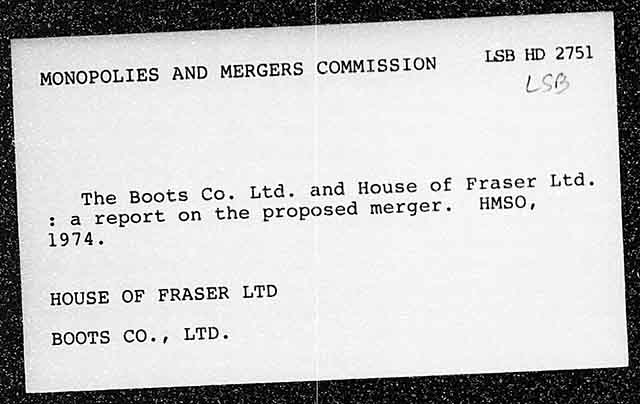 MONOPOLIES AND MERGERS COMMISSION LSB HD 2751
LSB
The Boots Co. Ltd. and House of Fraser Ltd.
: a report on the proposed merger. HMSO,
1974.
HOUSE OF FRASER LTD
BOOTS CO., LTD.